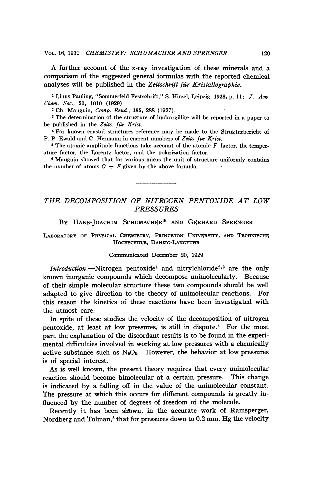 VOL. 16, 1930 CHEMISTRY: SCHUMACHER AND SPRENGER 129
A further account of the x-ray investigation of these minerals and a
comparison of the suggested general formulas with the reported chemical
analyses will be published in the Zeitschrift für Kristallographie.
1 Linus Pauling, "Sommerfeld Festschrift," S. Hirzel, Leipzig, 1928, p. 11; J. Am.
Chem. Soc., 51, 1010 (1929).
2 Ch. Mauguin, Comp. Rend., 185, 288 (1927).
3 The determination of the structure of hydrargillite will be reported in a paper to
be published in the Zeits. für Krist.
4 For known crystal structures reference may be made to the Strukturbericht of
P. P. Ewald and C. Hermann, in current numbers of Zeits. für Krist.
5 The atomic amplitude functions take account of the atomic F factor, the temper-
ature factor, the Lorentz factor, and the polarization factor.
6 Mauguin showed that for various micas the unit of structure uniformly contains
the number of atoms O + F given by the above formula.
THE DECOMPOSITION OF NITROGEN PENTOXIDE AT LOW
PRESSURES
BY HANS-JOACHIM SCHUMACHER* AND GERHARD SPRENGER
LABORATORY OF PHYSICAL CHEMISTRY, PRINCETON UNIVERSITY, AND TECHNISCHE
HOCHSCHULE, DANZIG-LANGFUHR
Communicated December 30, 1929
Introduction.—Nitrogen pentoxide1 and nitrylchloride2,3 are the only
known inorganic compounds which decompose unimolecularly. Because
of their simple molecular structure these two compounds should be well
adapted to give direction to the theory of unimolecular reactions. For
this reason the kinetics of these reactions have been investigated with
the utmost care.
In spite of these studies the velocity of the decomposition of nitrogen
pentoxide, at least at low pressures, is still in dispute.4 For the most
part the explanation of the discordant results is to be found in the experi-
mental difficulties involved in working at low pressures with a chemically
active substance such as N2O5. However, the behavior at low pressures
is of special interest.
As is well known, the present theory requires that every unimolecular
reaction should become bimolecular at a certain pressure. This change
is indicated by a falling off in the value of the unimolecular constant.
The pressure at which this occurs for different compounds is greatly in-
fluenced by the number of degrees of freedom of the molecule.
Recently it has been shown, in the accurate work of Ramsperger,
Nordberg and Tolman,5 that for pressures down to 0.2 mm. Hg the velocity